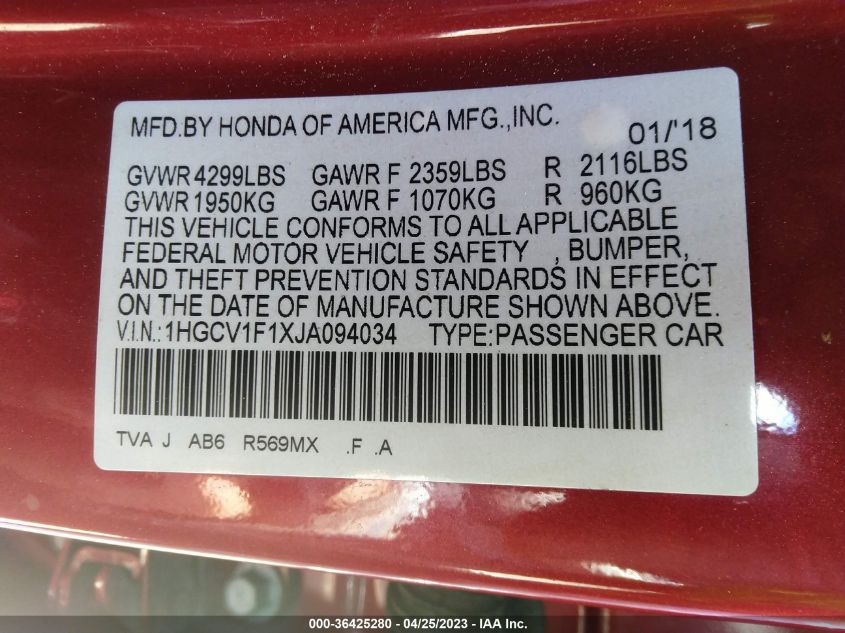 MFD.BY HONDA OF AMERICA MFG.,INC. 01/'18
GVWR 4299LBS GAWR F 2359LBS R 2116LBS
GVWR 1950KG GAWR F 1070KG R 960KG
THIS VEHICLE CONFORMS TO ALL APPLICABLE
FEDERAL MOTOR VEHICLE SAFETY , BUMPER,
AND THEFT PREVENTION STANDARDS IN EFFECT
ON THE DATE OF MANUFACTURE SHOWN ABOVE.
V.I.N.:1HGCV1F1XJA094034 TYPE:PASSENGER CAR
TVA J AB6 R569MX .F .A
000-36425280 - 04/25/2023 - IAA Inc.